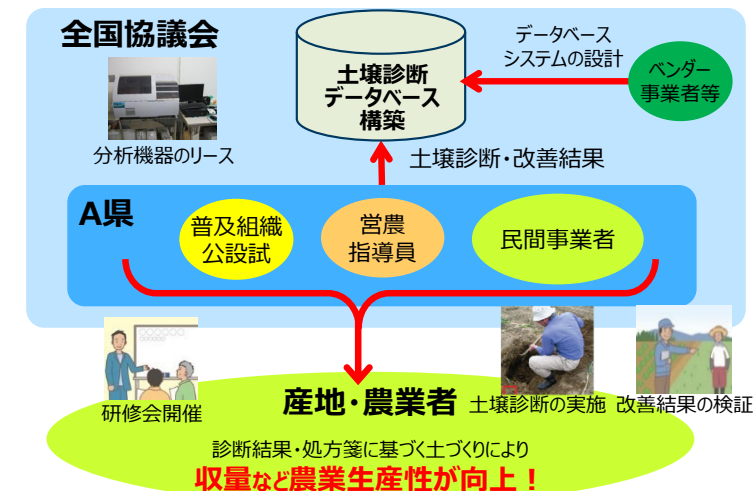 全国協議会
分析機器のリース
土壌診断
データベース
構築
データベース
システムの設計
ベンダー
事業者等
土壌診断・改善結果
A県
普及組織
公設試
営農
指導員
民間事業者
研修会開催
産地・農業者
土壌診断の実施
改善結果の検証
診断結果・処方箋に基づく土づくりにより
収量など農業生産性が向上！